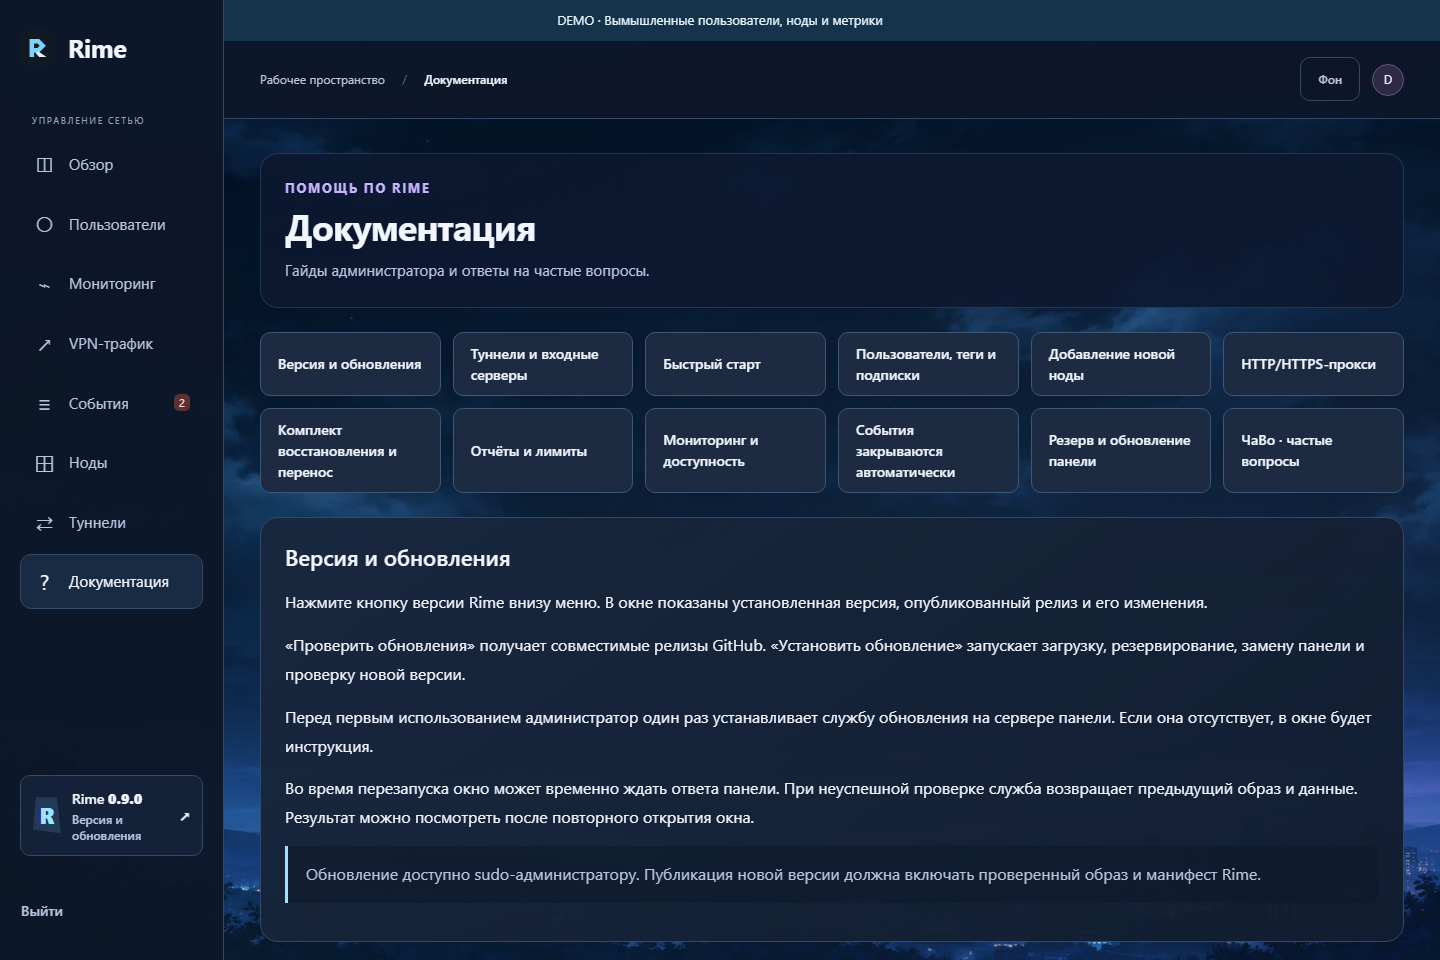 DEMO · Вымышленные пользователи, ноды и метрики
Rime
УПРАВЛЕНИЕ СЕТЬЮ
Обзор
Пользователи
Мониторинг
VPN-трафик
События 2
Ноды
Туннели
? Документация
Rime 0.9.0
Версия и
обновления
Выйти
Рабочее пространство / Документация
Фон
D
ПОМОЩЬ ПО RIME
Документация
Гайды администратора и ответы на частые вопросы.
Версия и обновления
Туннели и входные
серверы
Быстрый старт
Пользователи, теги и
подписки
Добавление новой
ноды
HTTP/HTTPS-прокси
Комплект
восстановления и
перенос
Отчёты и лимиты
Мониторинг и
доступность
События
закрываются
автоматически
Резерв и обновление
панели
ЧаВо · частые
вопросы
Версия и обновления
Нажмите кнопку версии Rime внизу меню. В окне показаны установленная версия, опубликованный релиз и его изменения.
«Проверить обновления» получает совместимые релизы GitHub. «Установить обновление» запускает загрузку, резервирование, замену панели и
проверку новой версии.
Перед первым использованием администратор один раз устанавливает службу обновления на сервере панели. Если она отсутствует, в окне будет
инструкция.
Во время перезапуска окно может временно ждать ответа панели. При неуспешной проверке служба возвращает предыдущий образ и данные.
Результат можно посмотреть после повторного открытия окна.
Обновление доступно sudo-администратору. Публикация новой версии должна включать проверенный образ и манифест Rime.